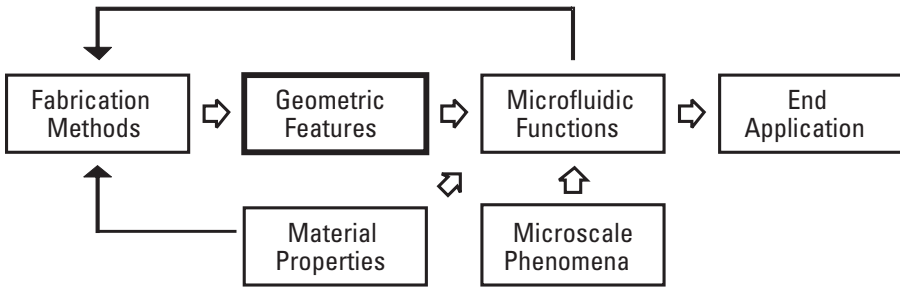 Fabrication
Methods
Geometric
Features
Microfluidic
Functions
End
Application
Material
Properties
Microscale
Phenomena